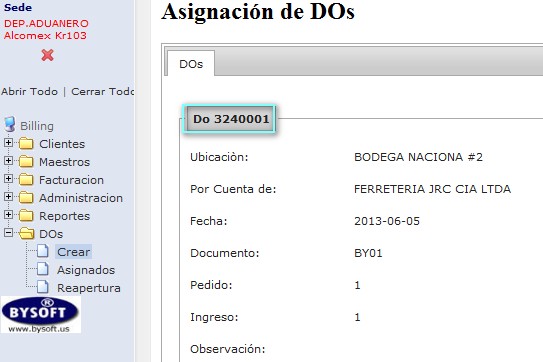 Sede
DEP.ADUANERO
Alcomex Kr103
Abrir Todo | Cerrar Todo
Billing
Clientes
Maestros
Facturacion
Administracion
Reportes
DOs
Crear
Asignados
Reapertura
BYSOFT
www.bysoft.us
Asignación de DOs
DOs
Do 3240001
Ubicaciòn: BODEGA NACIONA #2
Por Cuenta de: FERRETERIA JRC CIA LTDA
Fecha: 2013-06-05
Documento: BY01
Pedido: 1
Ingreso: 1
Observación: